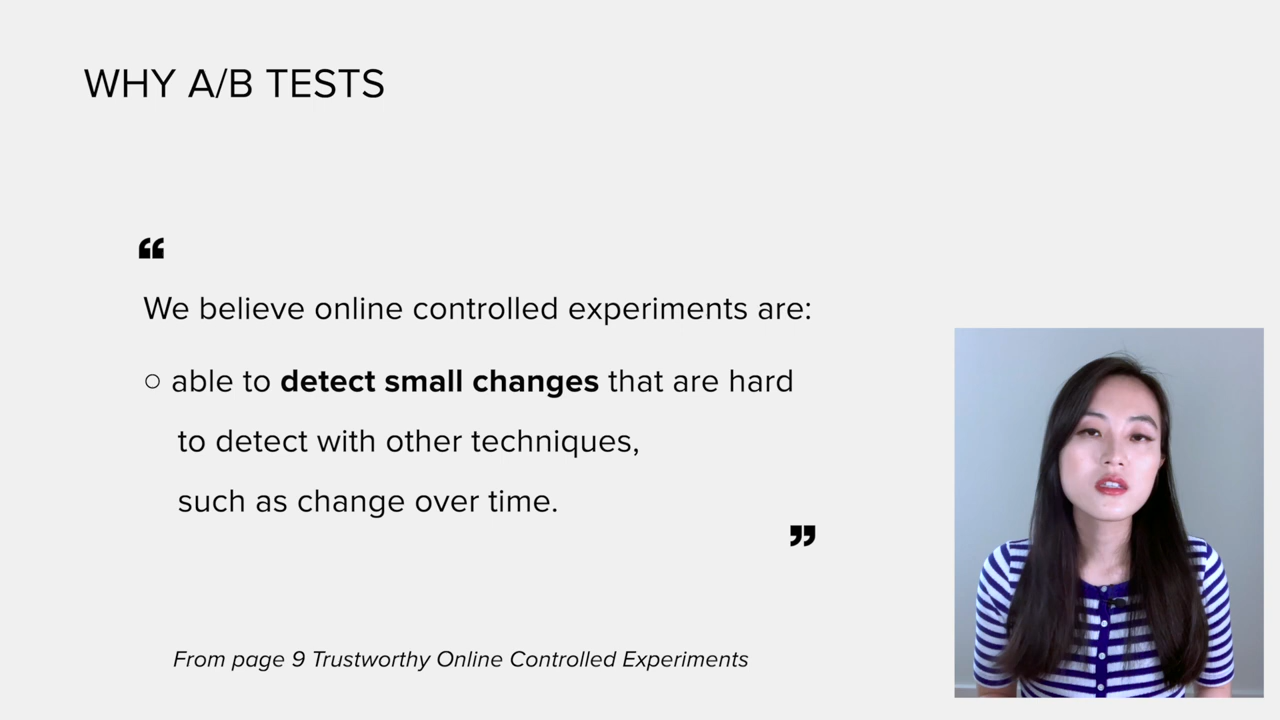 WHY A/B TESTS
“
We believe online controlled experiments are:
○ able to detect small changes that are hard
to detect with other techniques,
such as change over time.
”
From page 9 Trustworthy Online Controlled Experiments